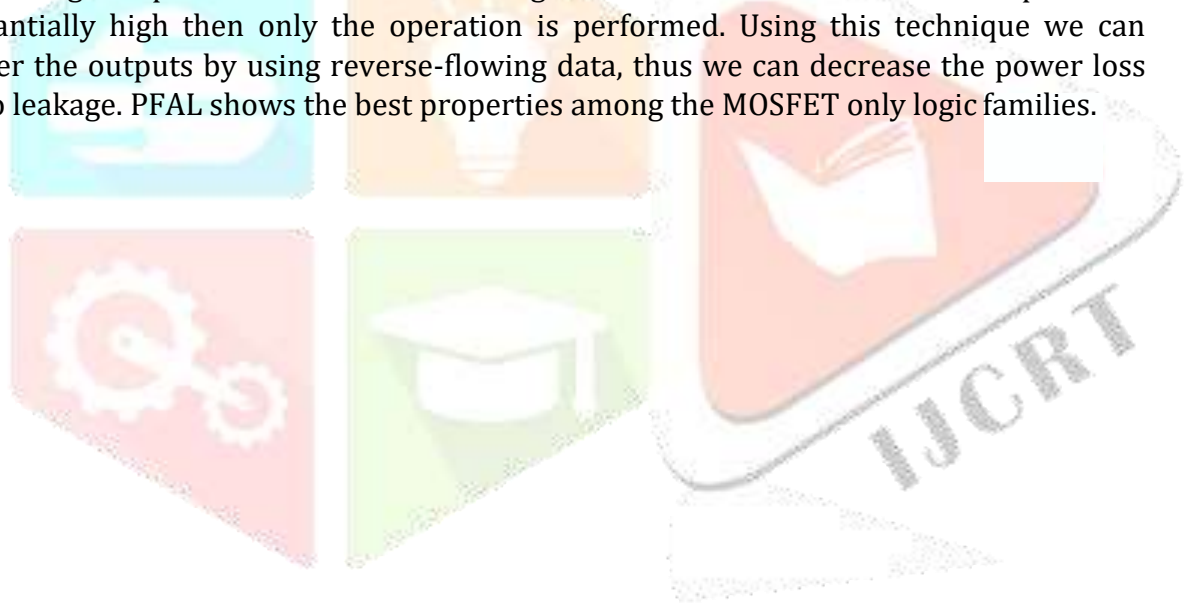 antially high then only the operation is performed. Using this technique we can
er the outputs by using reverse-flowing data, thus we can decrease the power loss
o leakage. PFAL shows the best properties among the MOSFET only logic families.
IJCRT